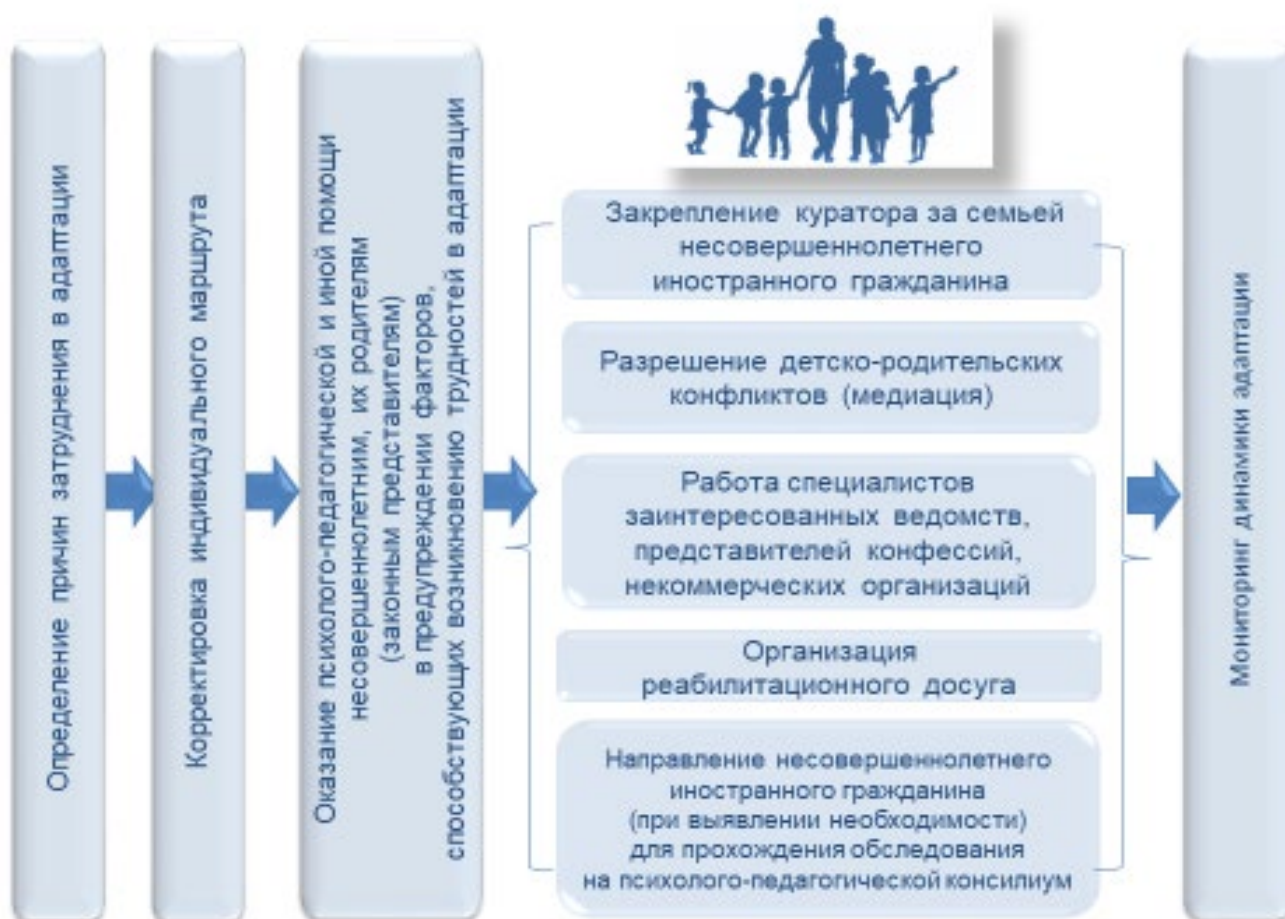 Определение причин затруднения в адаптации
Корректировка индивидуального маршрута
Оказание психолого-педагогической и иной помощи
несовершеннолетним, их родителям
(законным представителям)
в предупреждении факторов,
способствующих возникновению трудностей в адаптации
Закрепление куратора за семьей
несовершеннолетнего
иностранного гражданина
Разрешение детско-родительских
конфликтов (медиация)
Работа специалистов
заинтересованных ведомств,
представителей конфессий,
некоммерческих организаций
Организация
реабилитационного досуга
Направление несовершеннолетнего
иностранного гражданина
(при выявлении необходимости)
для прохождения обследования
на психолого-педагогической консилиум
Мониторинг динамики адаптации